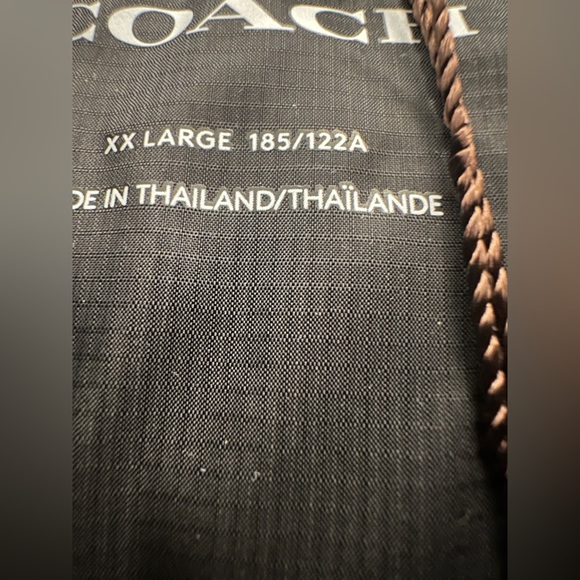 COACH
XX LARGE 185/122A
DE IN THAILAND/THAÏLANDE